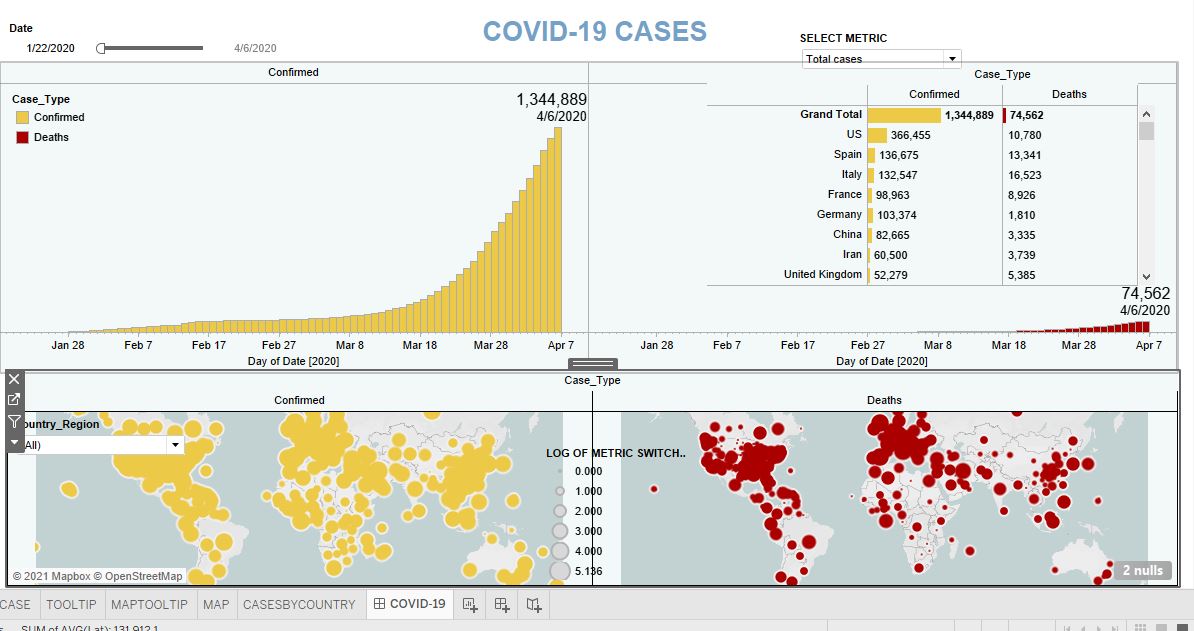 Date
1/22/2020
4/6/2020
COVID-19 CASES
SELECT METRIC
Total cases
Confirmed
Case_Type
Confirmed
Deaths
1,344,889
4/6/2020
Case_Type
Confirmed Deaths
Grand Total 1,344,889 74,562
US 366,455 10,780
Spain 136,675 13,341
Italy 132,547 16,523
France 98,963 8,926
Germany 103,374 1,810
China 82,665 3,335
Iran 60,500 3,739
United Kingdom 52,279 5,385
74,562
4/6/2020
Jan 28 Feb 7 Feb 17 Feb 27 Mar 8 Mar 18 Mar 28 Apr 7
Day of Date [2020]
Jan 28 Feb 7 Feb 17 Feb 27 Mar 8 Mar 18 Mar 28 Apr 7
Day of Date [2020]
Case_Type
Confirmed
Deaths
ountry_Region
All)
LOG OF METRIC SWITCH..
0.000
1.000
2.000
3.000
4.000
5.136
© 2021 Mapbox © OpenStreetMap
2 nulls
CASE TOOLTIP MAPTOOLTIP MAP CASESBYCOUNTRY COVID-19
SUM of AVG(Lat): 131,912.1